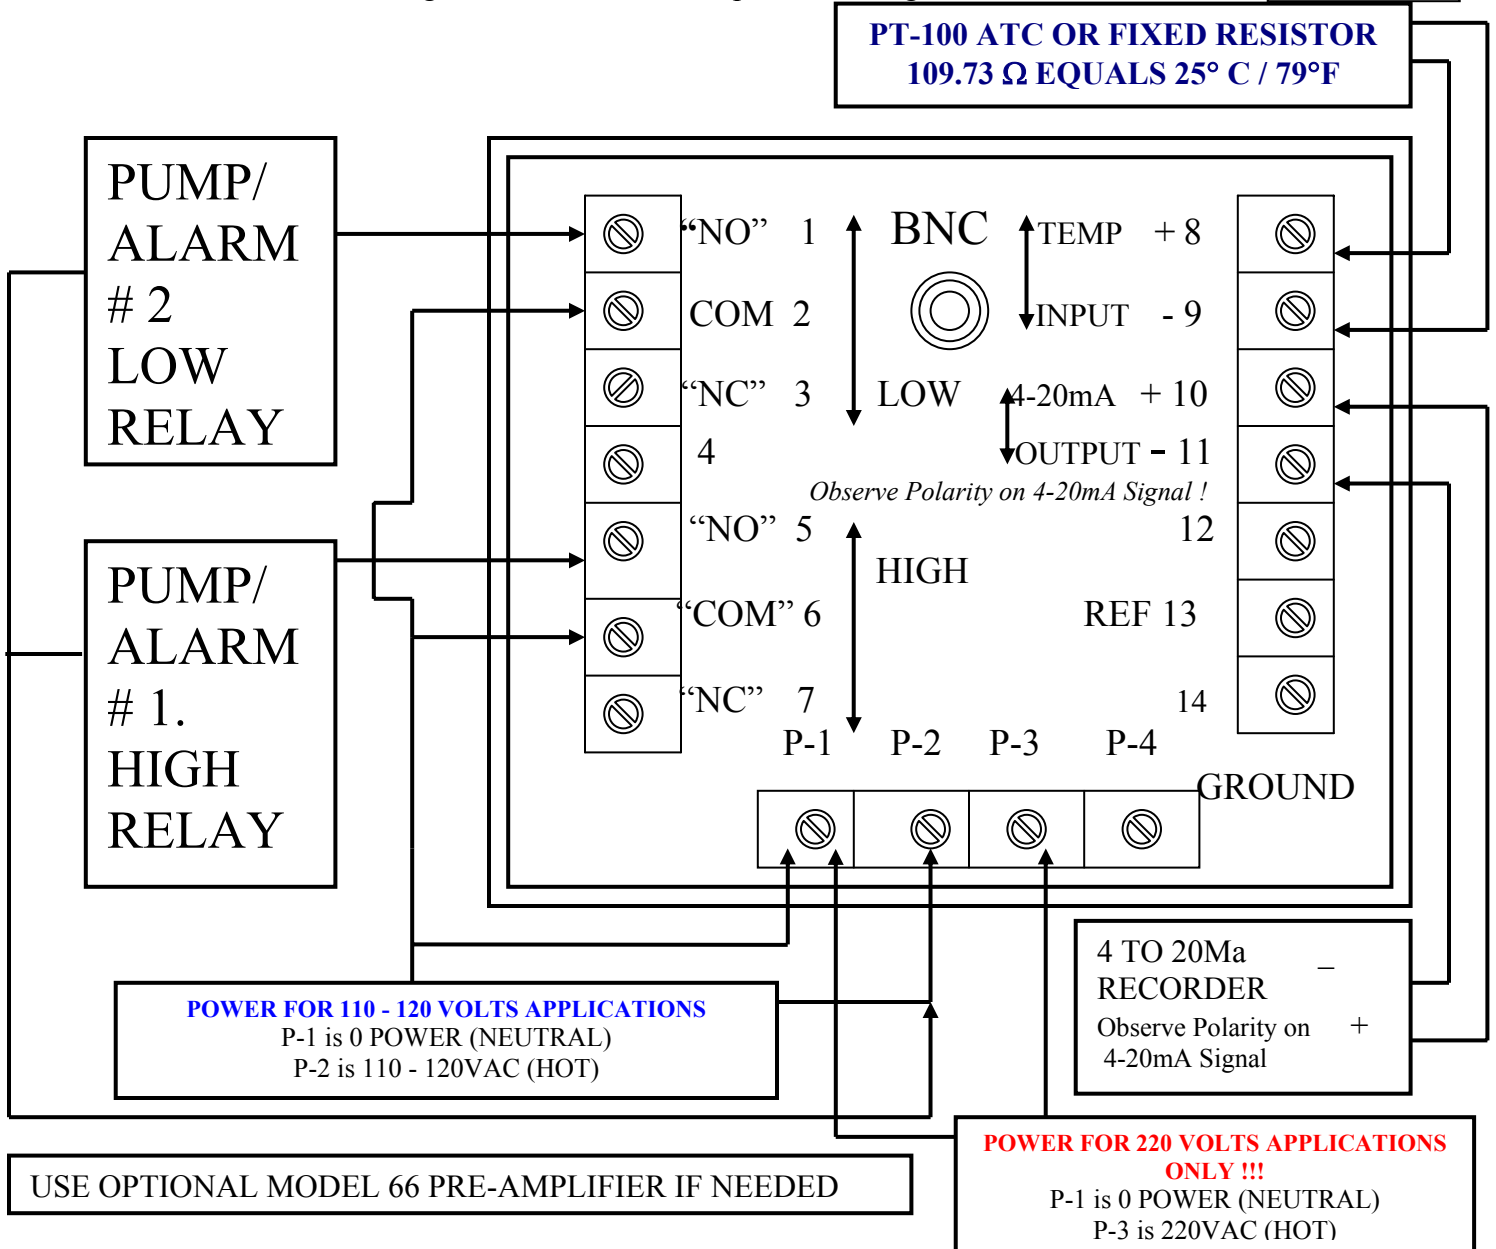 PT-100 ATC OR FIXED RESISTOR
109.73 Ω EQUALS 25° C / 79°F
PUMP/
ALARM
# 2
LOW
RELAY
PUMP/
ALARM
# 1.
HIGH
RELAY
“NO” 1
COM 2
“NC” 3
4
“NO” 5
“COM” 6
“NC” 7
BNC
LOW
HIGH
TEMP + 8
INPUT - 9
4-20mA + 10
OUTPUT - 11
Observe Polarity on 4-20mA Signal !
12
REF 13
14
P-1 P-2 P-3 P-4
GROUND
POWER FOR 110 - 120 VOLTS APPLICATIONS
P-1 is 0 POWER (NEUTRAL)
P-2 is 110 - 120VAC (HOT)
4 TO 20Ma –
RECORDER
Observe Polarity on +
4-20mA Signal
POWER FOR 220 VOLTS APPLICATIONS
ONLY !!!
P-1 is 0 POWER (NEUTRAL)
P-3 is 220VAC (HOT)
USE OPTIONAL MODEL 66 PRE-AMPLIFIER IF NEEDED